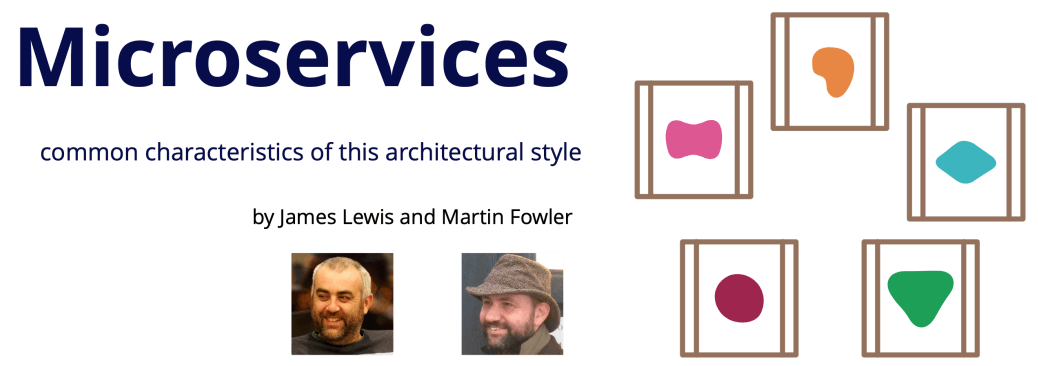 Microservices
common characteristics of this architectural style
by James Lewis and Martin Fowler